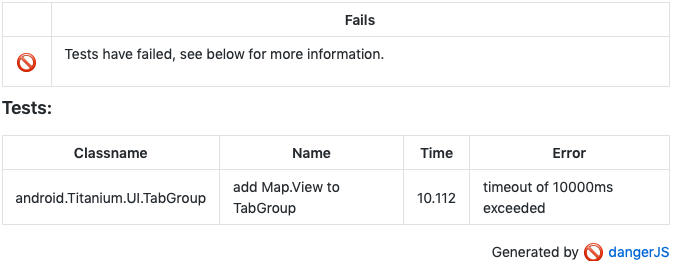 Fails
Tests have failed, see below for more information.
Tests:
Classname Name Time Error
android.Titanium.UI.TabGroup add Map.View to 10.112 timeout of 10000ms
TabGroup exceeded
Generated by dangerJS